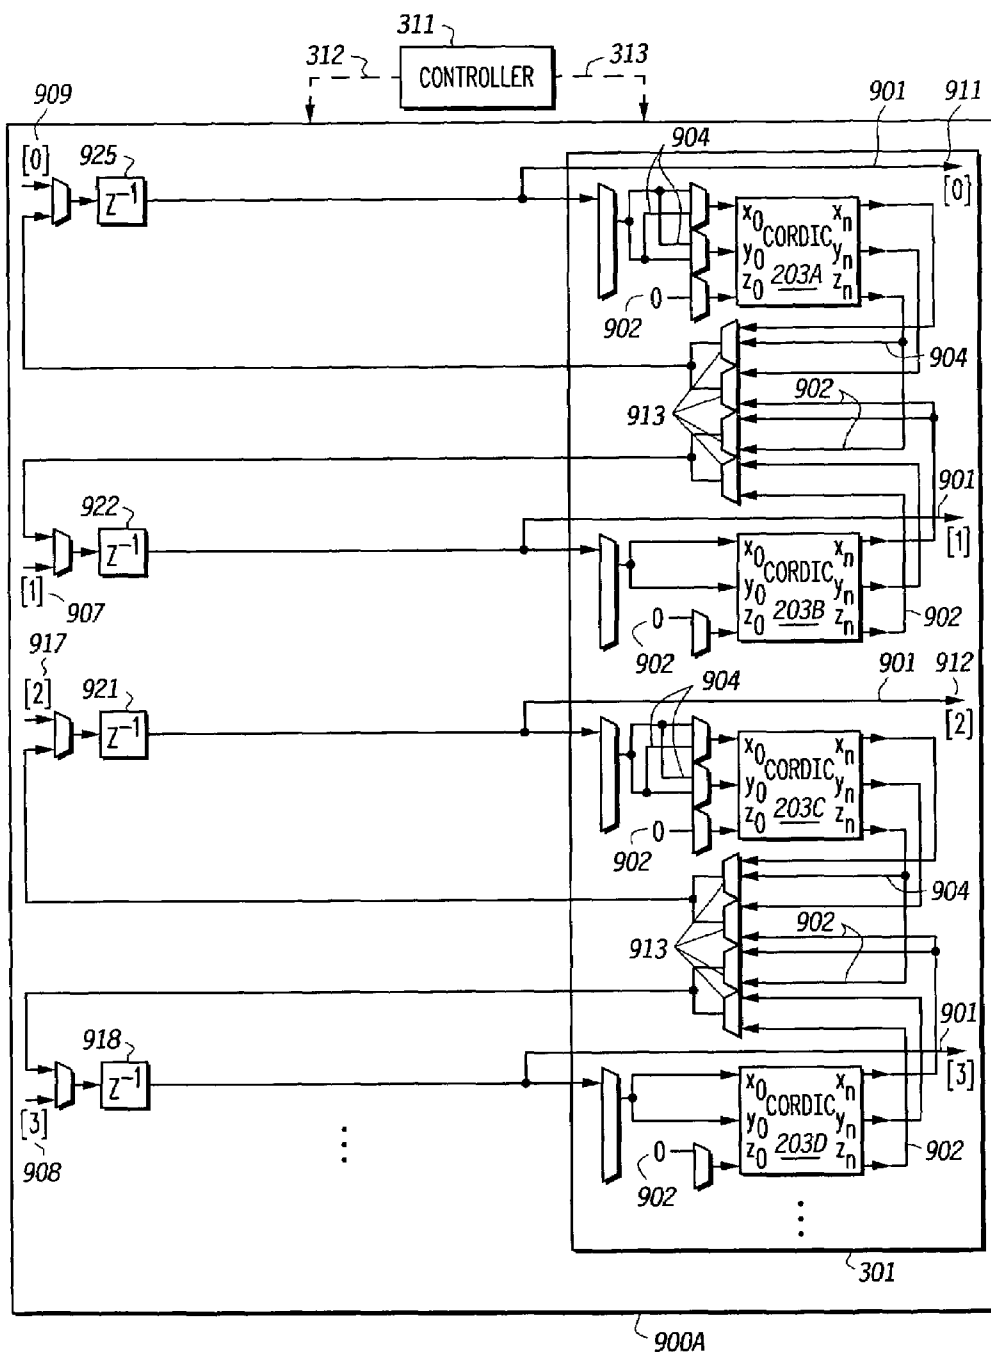 311
312
313
CONTROLLER
909
[0]
925
Z⁻¹
901
911
[0]
904
x₀ CORDIC xₙ
y₀ 203A yₙ
z₀ zₙ
0
902
904
902
913
901
922
Z⁻¹
[1]
[1]
907
x₀ CORDIC xₙ
y₀ 203B yₙ
z₀ zₙ
0
902
902
917
[2]
921
Z⁻¹
904
901
912
[2]
x₀ CORDIC xₙ
y₀ 203C yₙ
z₀ zₙ
0
902
904
902
913
901
918
Z⁻¹
[3]
[3]
908
x₀ CORDIC xₙ
y₀ 203D yₙ
z₀ zₙ
0
902
902
301
900A